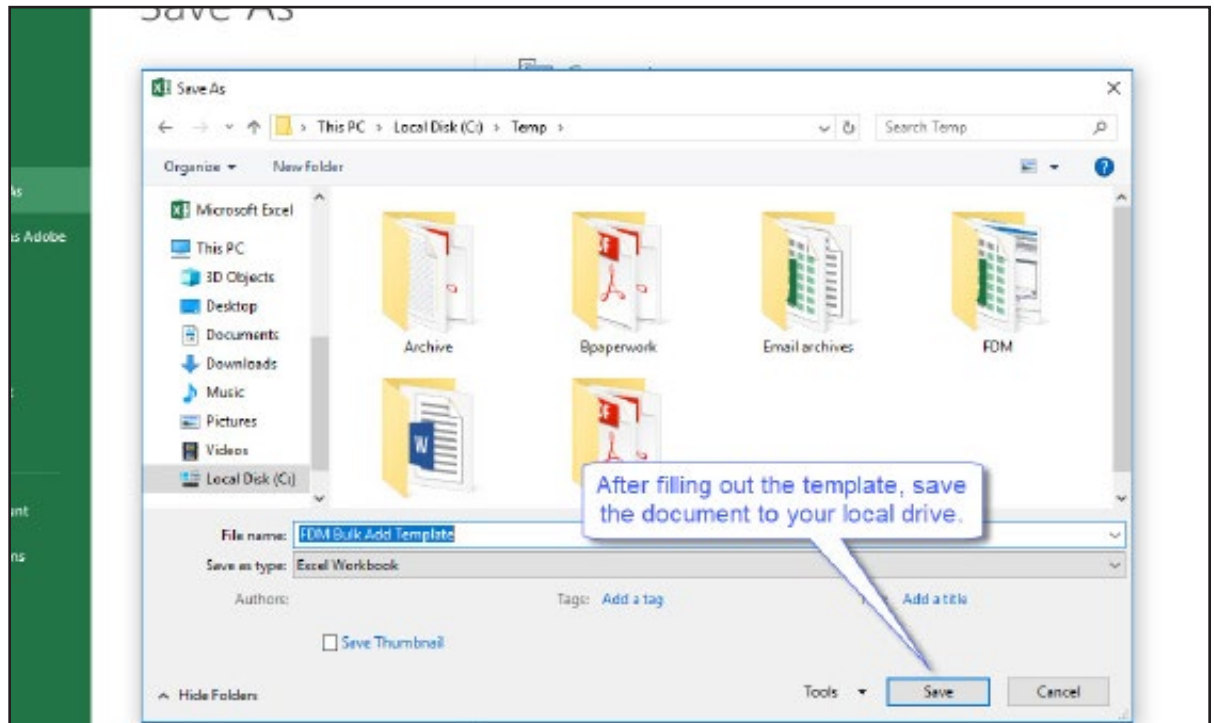 Save As
Save As
This PC > Local Disk (C:) > Temp >
Search Temp
Organize
New folder
As
as Adobe
Microsoft Excel
This PC
3D Objects
Desktop
Documents
Downloads
Music
Pictures
Videos
Local Disk (C:)
Archive
Bpaperwork
Email archives
FDM
After filling out the template, save
the document to your local drive.
File name: FDM Bulk Add Template
Save as type: Excel Workbook
Authors:
Tags: Add a tag
Add a title
Save Thumbnail
Hide Folders
Tools
Save
Cancel